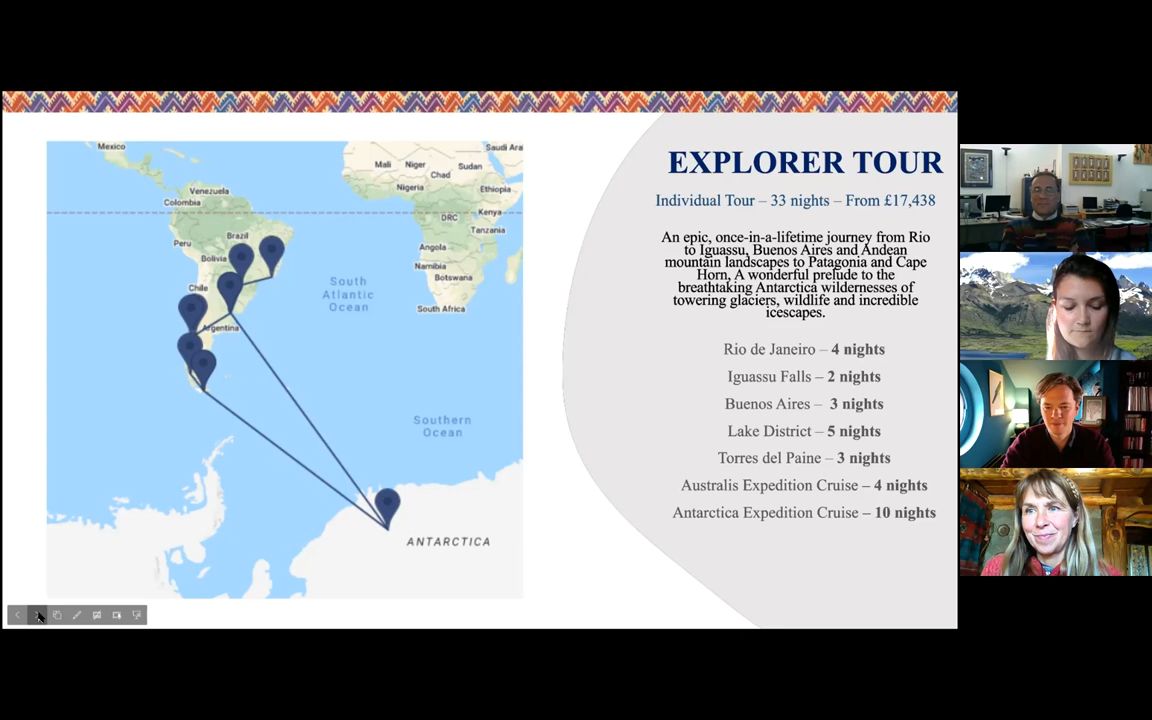 Mexico
Venezuela
Colombia
Peru
Brazil
Bolivia
Chile
Argentina
South
Atlantic
Ocean
Southern
Ocean
ANTARCTICA
Mali
Niger
Chad
Sudan
Saudi Ara
Nigeria
Ethiopia
DRC
Kenya
Tanzania
Angola
Namibia
Botswana
South Africa
EXPLORER TOUR
Individual Tour – 33 nights – From £17,438
An epic, once-in-a-lifetime journey from Rio
to Iguassu, Buenos Aires and Andean
mountain landscapes to Patagonia and Cape
Horn, A wonderful prelude to the
breathtaking Antarctica wildernesses of
towering glaciers, wildlife and incredible
icescapes.
Rio de Janeiro – 4 nights
Iguassu Falls – 2 nights
Buenos Aires – 3 nights
Lake District – 5 nights
Torres del Paine – 3 nights
Australis Expedition Cruise – 4 nights
Antarctica Expedition Cruise – 10 nights